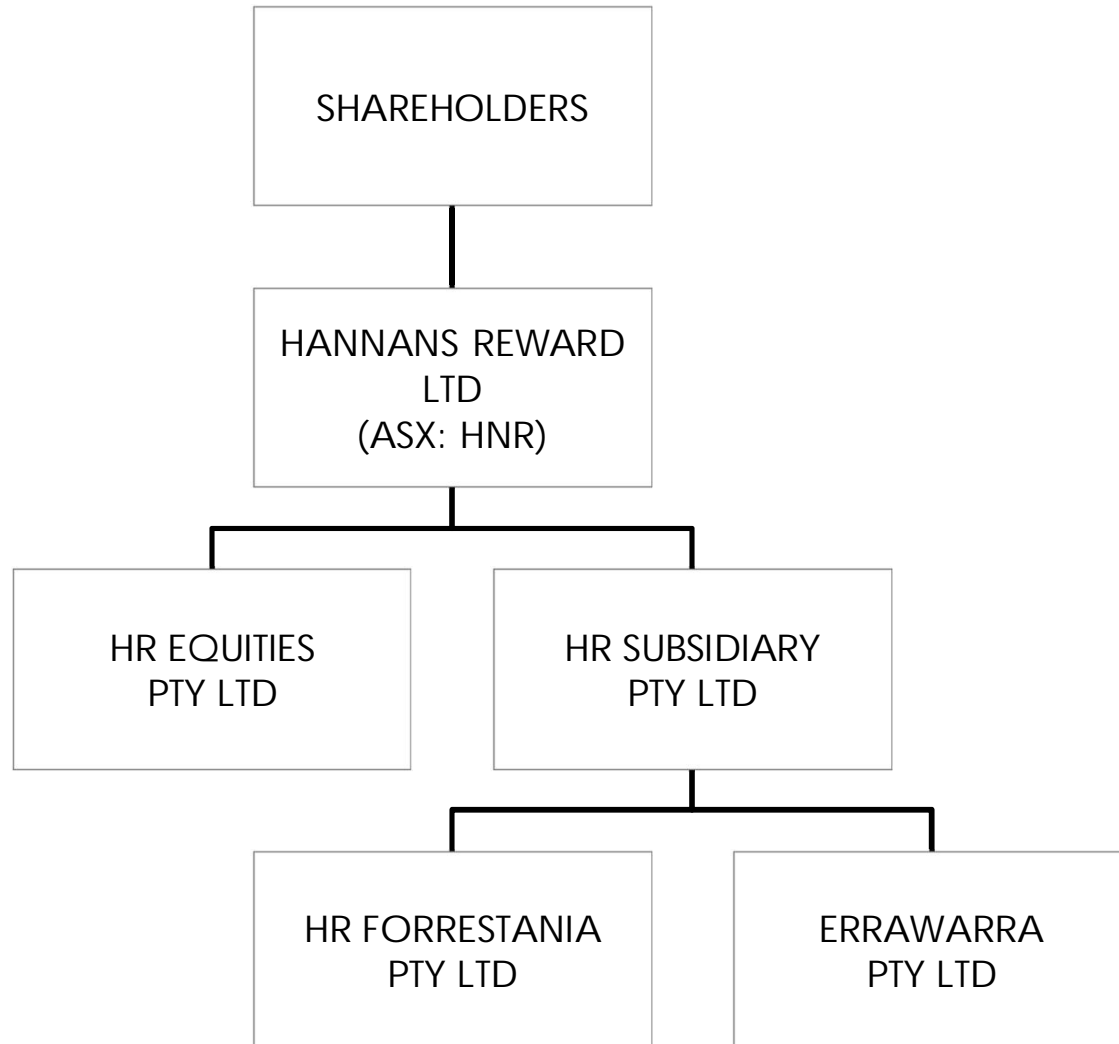 SHAREHOLDERS
HANNANS REWARD
LTD
(ASX: HNR)
HR EQUITIES
PTY LTD
HR SUBSIDIARY
PTY LTD
HR FORRESTANIA
PTY LTD
ERRAWARRA
PTY LTD